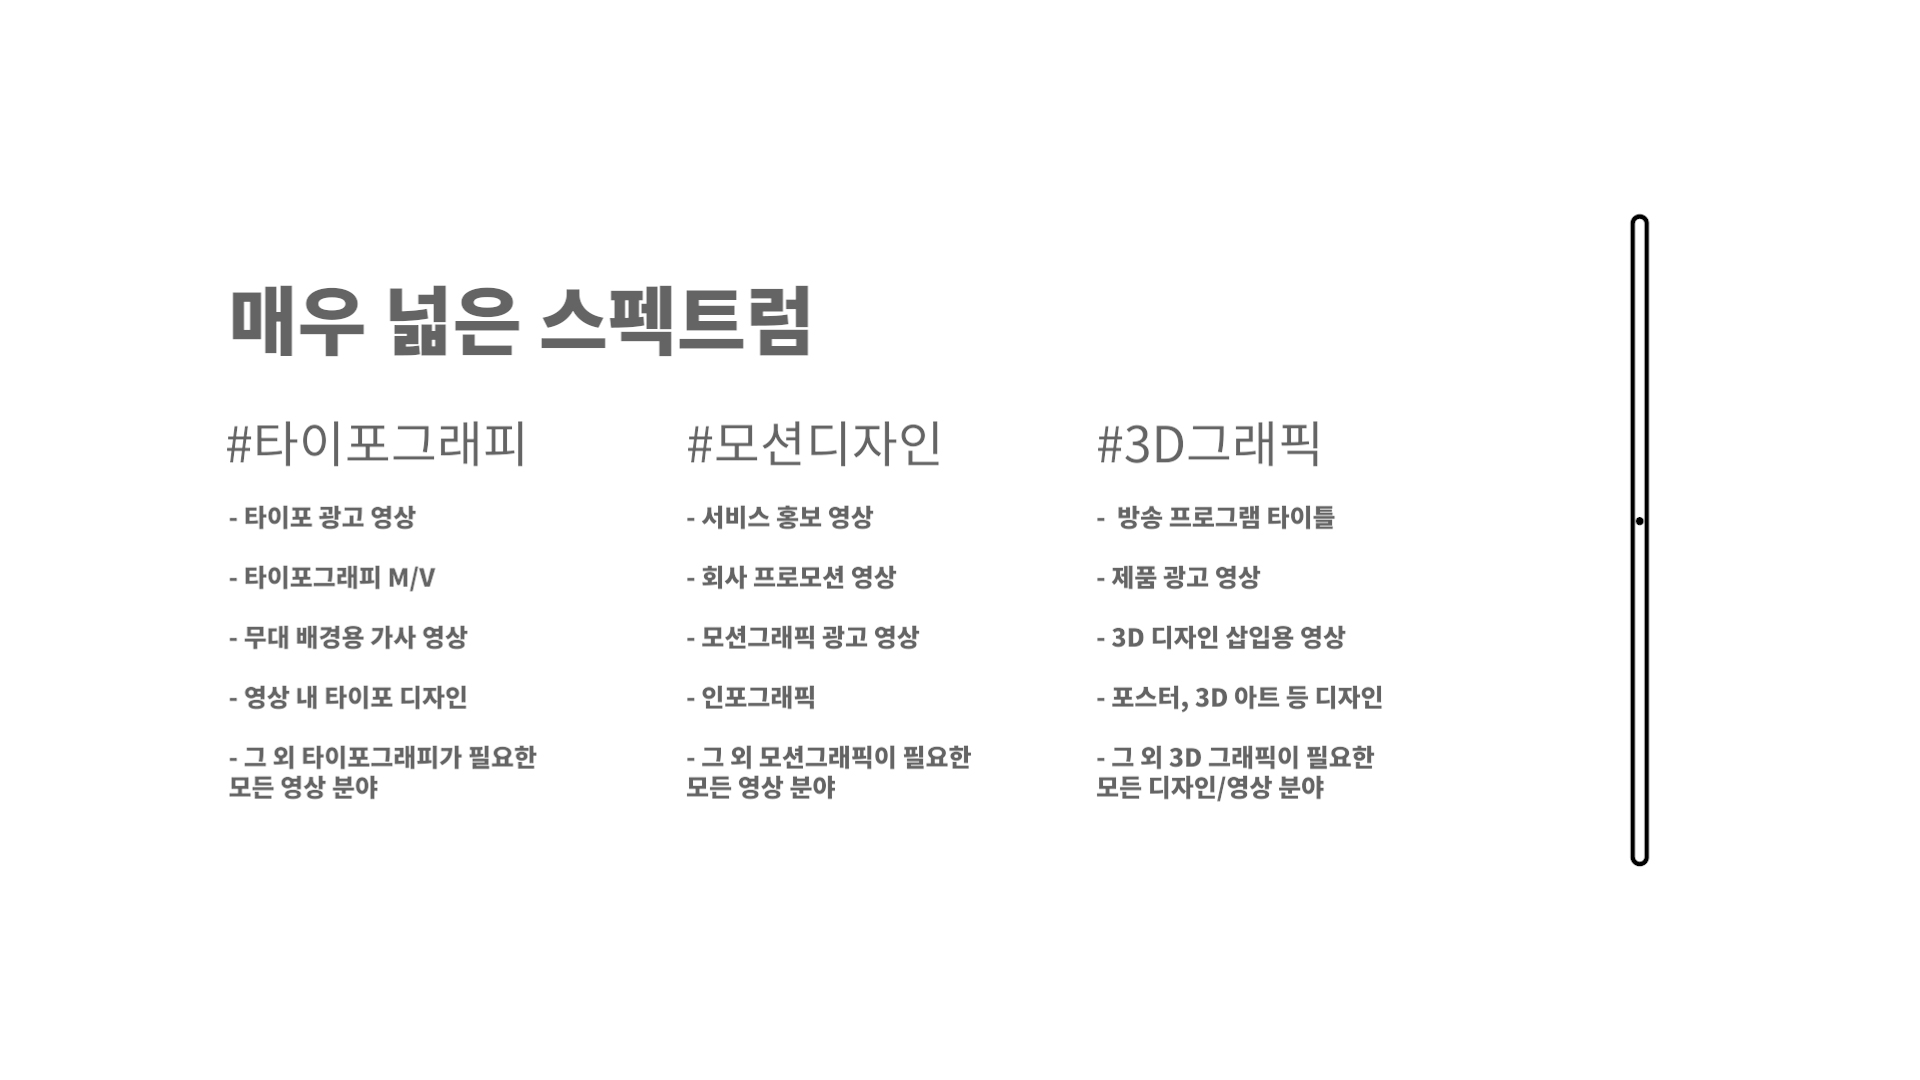 매우 넓은 스펙트럼
#타이포그래피
- 타이포 광고 영상
- 타이포그래피 M/V
- 무대 배경용 가사 영상
- 영상 내 타이포 디자인
- 그 외 타이포그래피가 필요한
모든 영상 분야
#모션디자인
- 서비스 홍보 영상
- 회사 프로모션 영상
- 모션그래픽 광고 영상
- 인포그래픽
- 그 외 모션그래픽이 필요한
모든 영상 분야
#3D그래픽
-  방송 프로그램 타이틀
- 제품 광고 영상
- 3D 디자인 삽입용 영상
- 포스터, 3D 아트 등 디자인
- 그 외 3D 그래픽이 필요한
모든 디자인/영상 분야